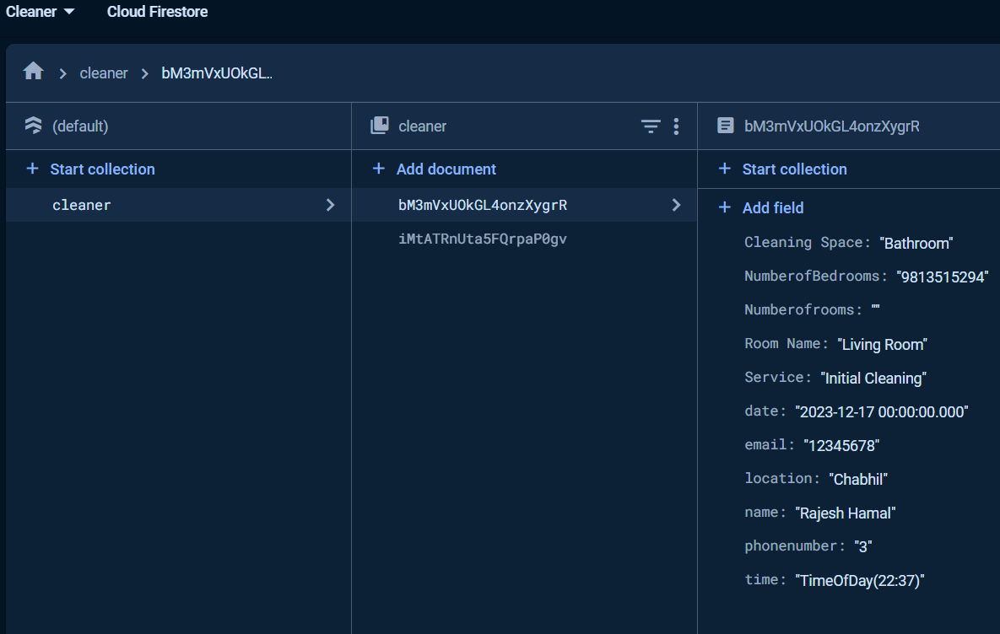 Cleaner Cloud Firestore
cleaner bM3mVxUOkGL..
(default)
Start collection
cleaner
cleaner
Add document
bM3mVxUOkGL4onzXygrR
iMtATRnUta5FQrpaP0gv
bM3mVxUOkGL4onzXygrR
Start collection
Add field
Cleaning Space: "Bathroom"
NumberofBedrooms: "9813515294"
Numberofrooms: ""
Room Name: "Living Room"
Service: "Initial Cleaning"
date: "2023-12-17 00:00:00.000"
email: "12345678"
location: "Chabhil"
name: "Rajesh Hamal"
phonenumber: "3"
time: "TimeOfDay(22:37)"